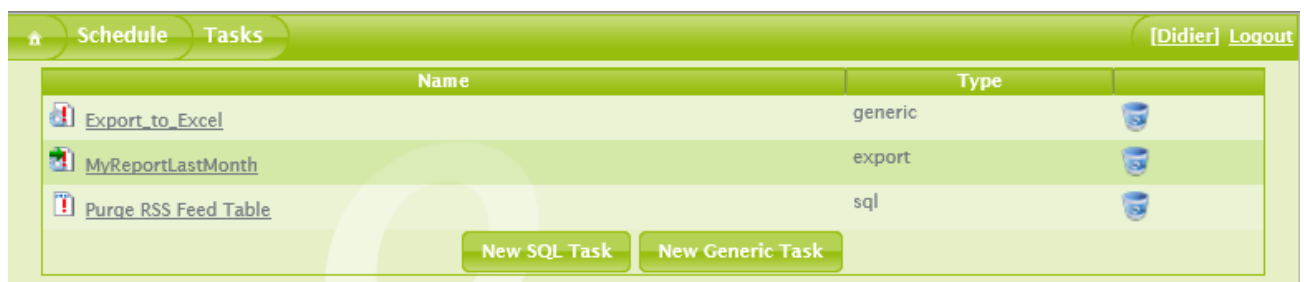 Schedule Tasks [Didier] Logout
Name Type
Export_to_Excel generic
MyReportLastMonth export
Purge RSS Feed Table sql
New SQL Task New Generic Task